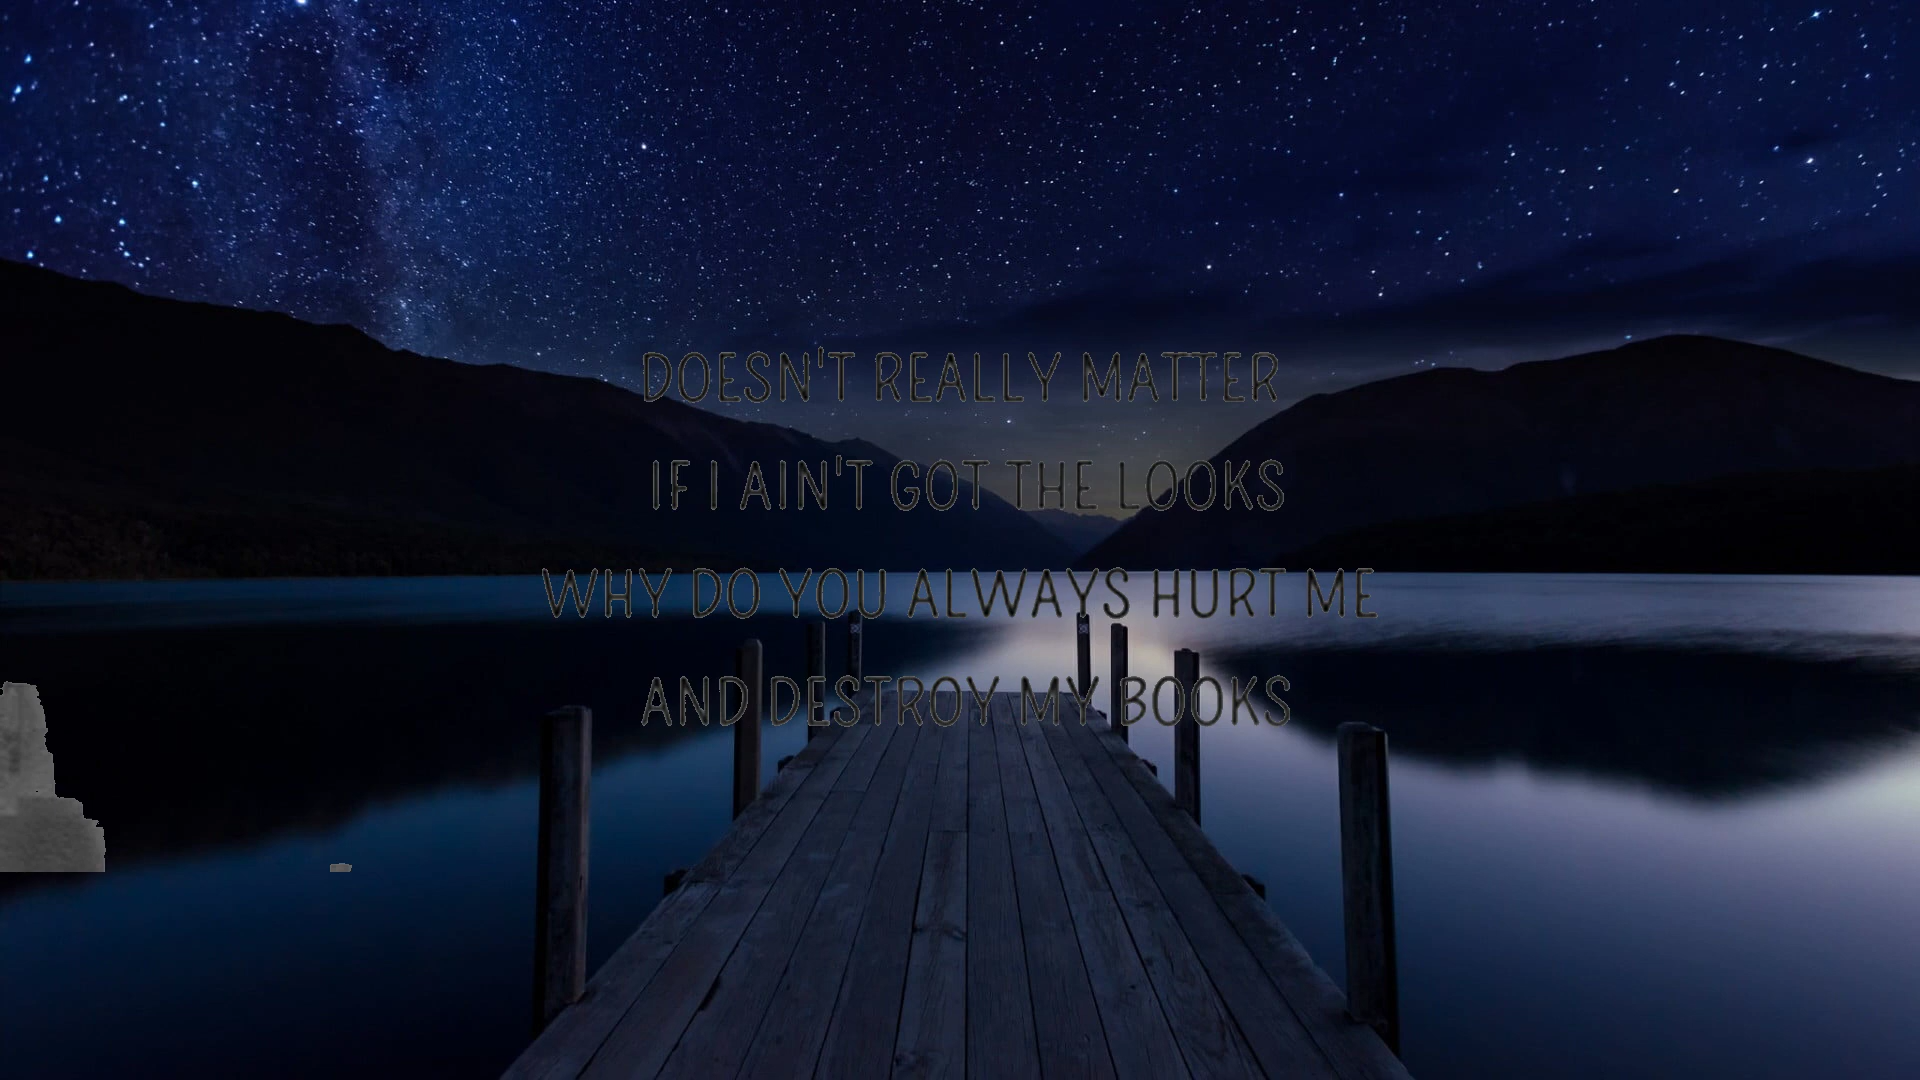 DOESN'T REALLY MATTER
IF I AIN'T GOT THE LOOKS
WHY DO YOU ALWAYS HURT ME
AND DESTROY MY BOOKS